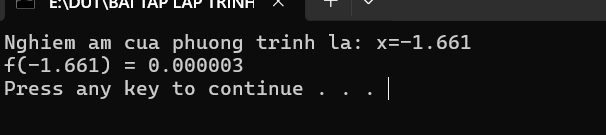 E:\DUT\BAI TAP LAP TRINH
Nghiem am cua phuong trinh la: x=-1.661
f(-1.661) = 0.000003
Press any key to continue . . .